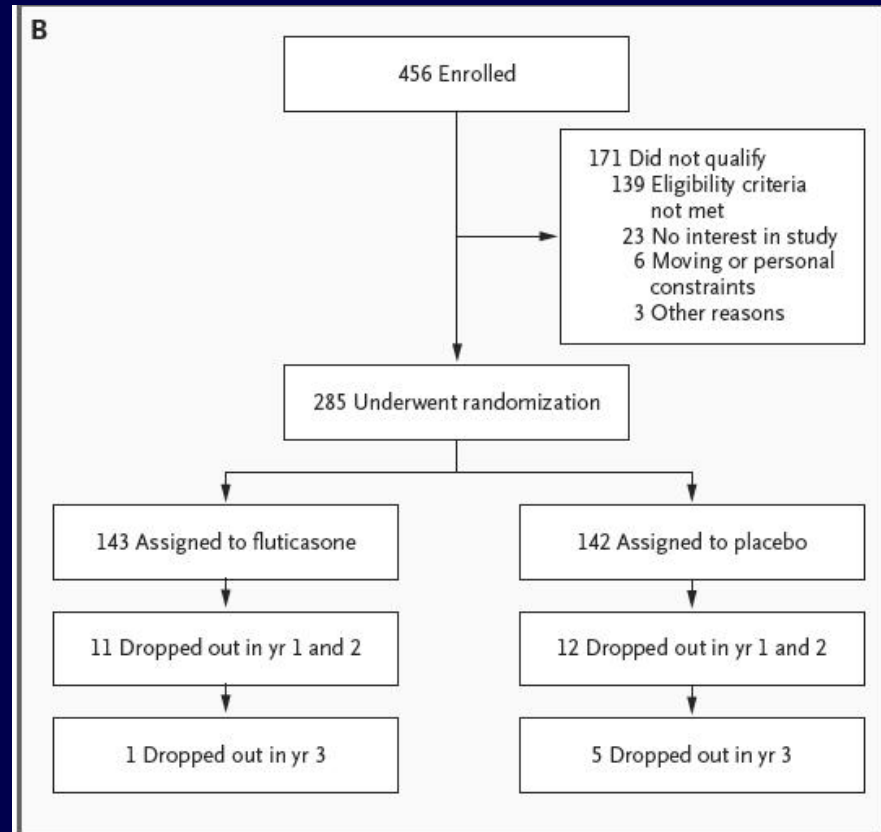 B
456 Enrolled
171 Did not qualify
139 Eligibility criteria
not met
23 No interest in study
6 Moving or personal
constraints
3 Other reasons
285 Underwent randomization
143 Assigned to fluticasone
142 Assigned to placebo
11 Dropped out in yr 1 and 2
12 Dropped out in yr 1 and 2
1 Dropped out in yr 3
5 Dropped out in yr 3